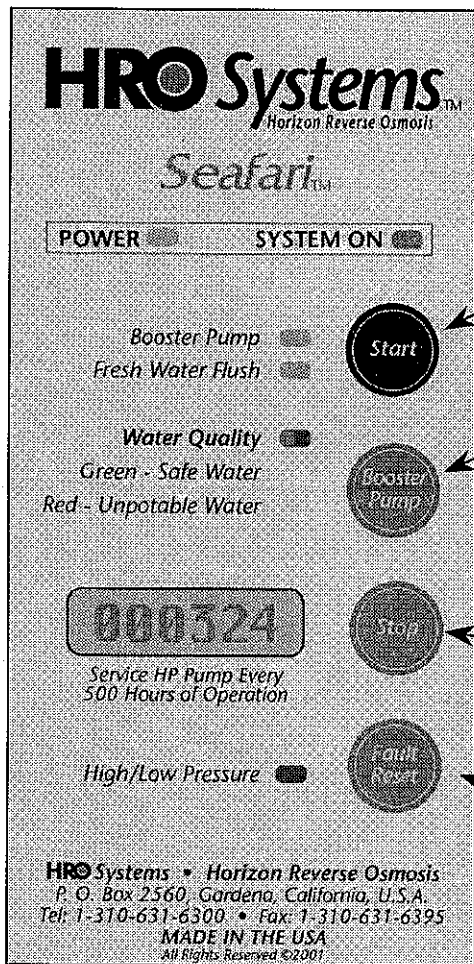 HRO Systems™
Horizon Reverse Osmosis
Seafari™
POWER SYSTEM ON
Start
Booster Pump
Fresh Water Flush
Water Quality
Green - Safe Water
Red - Unpotable Water
Booster
Pump
000324
Stop
Service HP Pump Every
500 Hours of Operation
High/Low Pressure
Fault
Reset
HRO Systems • Horizon Reverse Osmosis
P. O. Box 2560, Gardena, California, U.S.A.
Tel: 1-310-631-6300 • Fax: 1-310-631-6395
MADE IN THE USA
All Rights Reserved ©2001